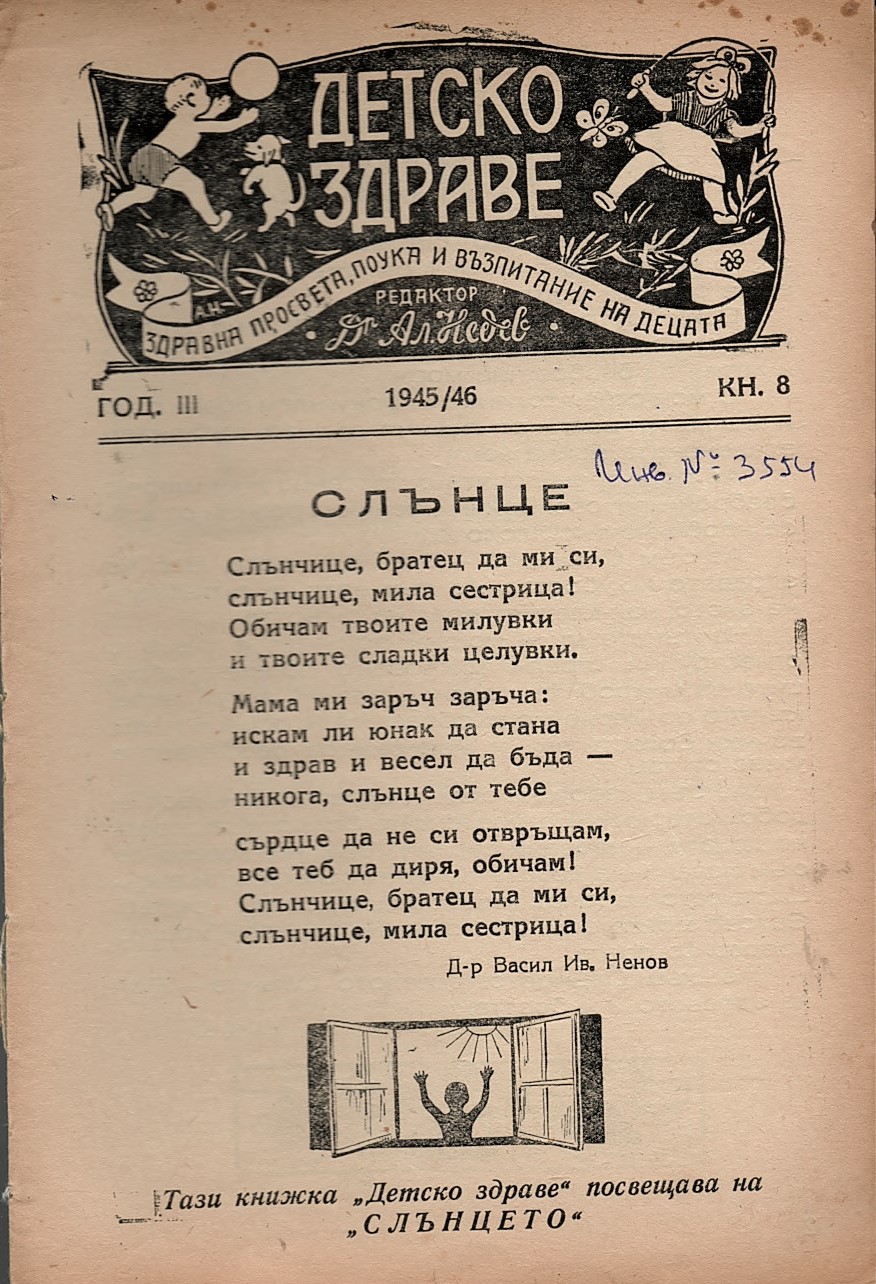 ДЕТСКО
ЗДРАВЕ
ЗДРАВНА ПРОСВЕТА, ПОУКА И ВЪЗПИТАНИЕ НА ДЕЦАТА
РЕДАКТОР
Др Ал. Недев
А.Н.
ГОД. III 1945/46 КН. 8
Инв. № 3554
СЛЪНЦЕ
Слънчице, братец да ми си,
слънчице, мила сестрица!
Обичам твоите милувки
и твоите сладки целувки.
Мама ми заръч заръча:
искам ли юнак да стана
и здрав и весел да бъда —
никога, слънце от тебе
сърдце да не си отвръщам,
все теб да диря, обичам!
Слънчице, братец да ми си,
слънчице, мила сестрица!
Д-р Васил Ив. Ненов
Тази книжка „Детско здраве“ посвещава на
„СЛЪНЦЕТО“